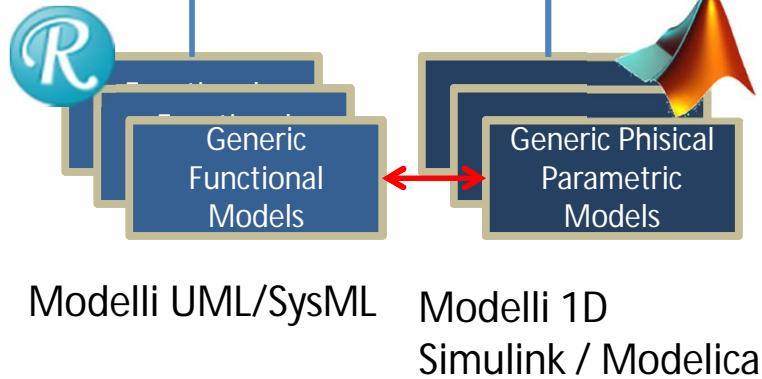 R
Generic
Functional
Models
Generic Phisical
Parametric
Models
Modelli UML/SysML
Modelli 1D
Simulink / Modelica